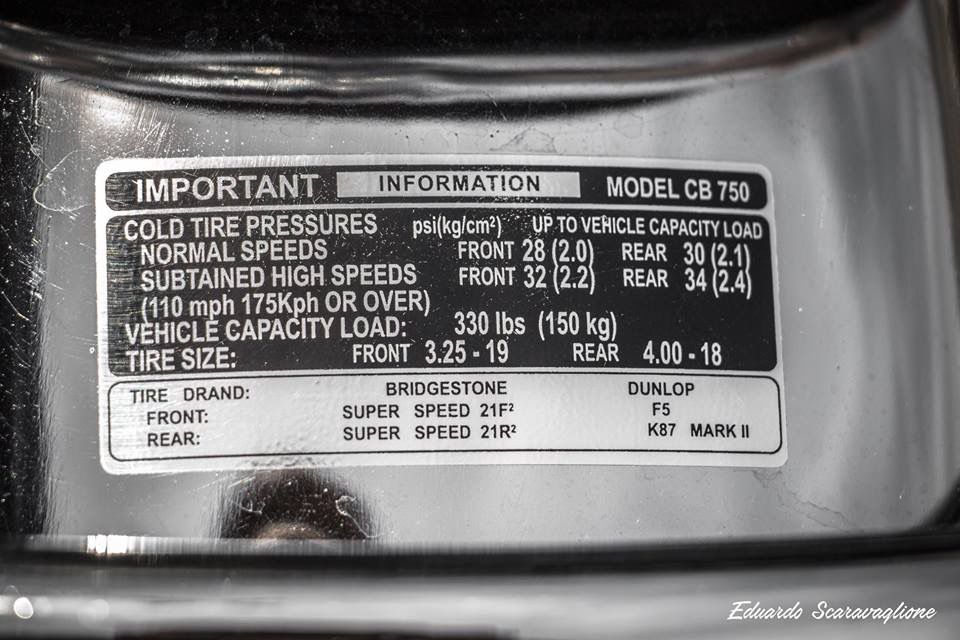 IMPORTANT INFORMATION MODEL CB 750
COLD TIRE PRESSURES psi(kg/cm²) UP TO VEHICLE CAPACITY LOAD
NORMAL SPEEDS FRONT 28 (2.0) REAR 30 (2.1)
SUBTAINED HIGH SPEEDS FRONT 32 (2.2) REAR 34 (2.4)
(110 mph 175Kph OR OVER)
VEHICLE CAPACITY LOAD: 330 lbs (150 kg)
TIRE SIZE: FRONT 3.25 - 19 REAR 4.00 - 18
TIRE DRAND: BRIDGESTONE DUNLOP
FRONT: SUPER SPEED 21F² F5
REAR: SUPER SPEED 21R² K87 MARK II
Eduardo Scaravaglione